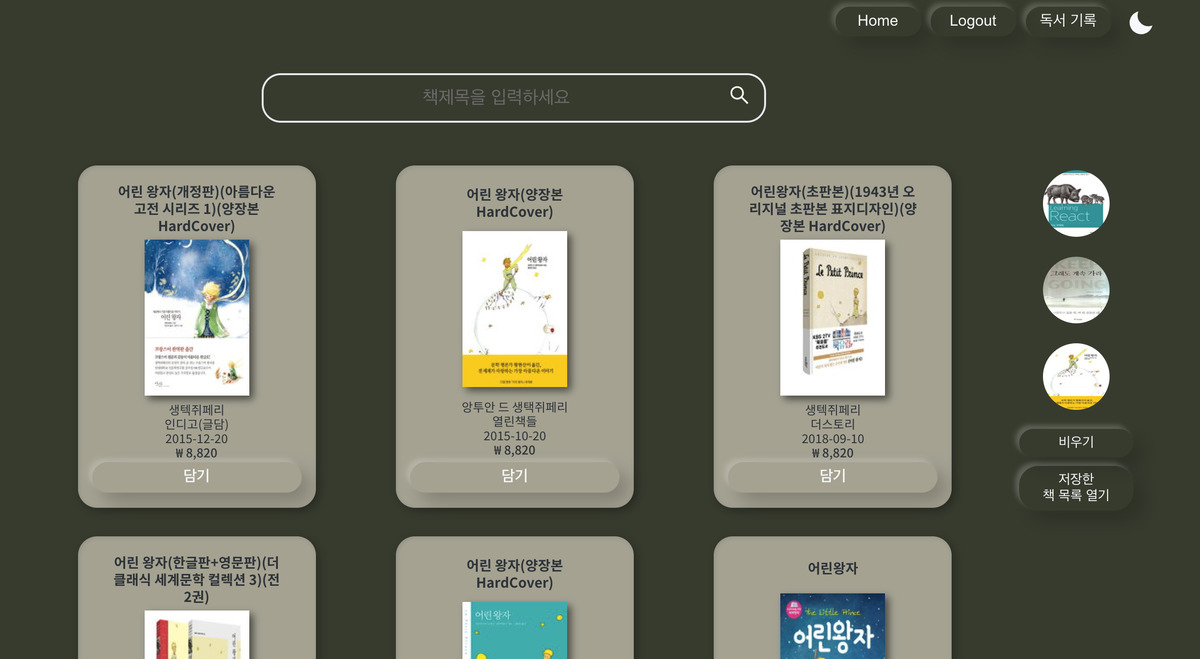 Home
Logout
독서 기록
책제목을 입력하세요
어린 왕자(개정판)(아름다운
고전 시리즈 1)(양장본
HardCover)
어린 왕자
생텍쥐페리
인디고(글담)
2015-12-20
₩ 8,820
담기
어린 왕자(양장본
HardCover)
어린 왕자
앙투안 드 생택쥐페리
열린책들
2015-10-20
₩ 8,820
담기
어린왕자(초판본)(1943년 오
리지널 초판본 표지디자인)(양
장본 HardCover)
Le Petit Prince
생텍쥐페리
더스토리
2018-09-10
₩ 8,820
담기
Learning
React
KEEP
그래도 계속 가라
GOING
비우기
저장한
책 목록 열기
어린 왕자(한글판+영문판)(더
클래식 세계문학 컬렉션 3)(전
2권)
어린 왕자(양장본
HardCover)
어린 왕자
어린왕자
the Little Prince
어린왕자